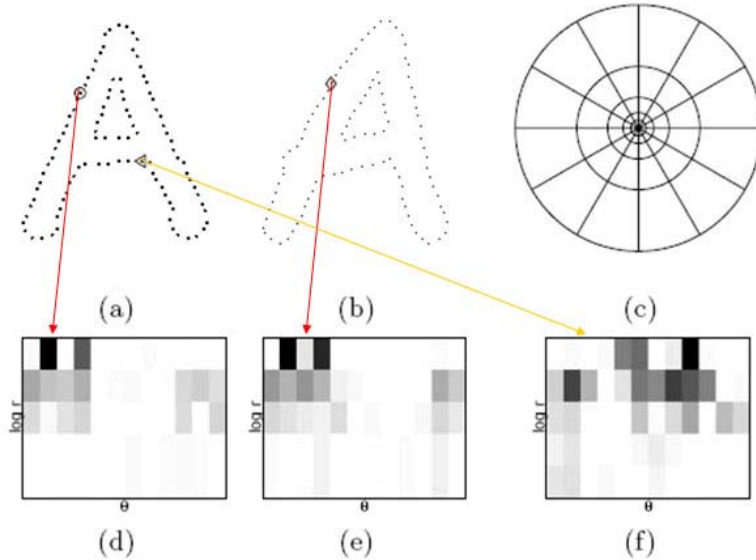 (a) (b) (c)
log r log r log r
θ θ θ
(d) (e) (f)